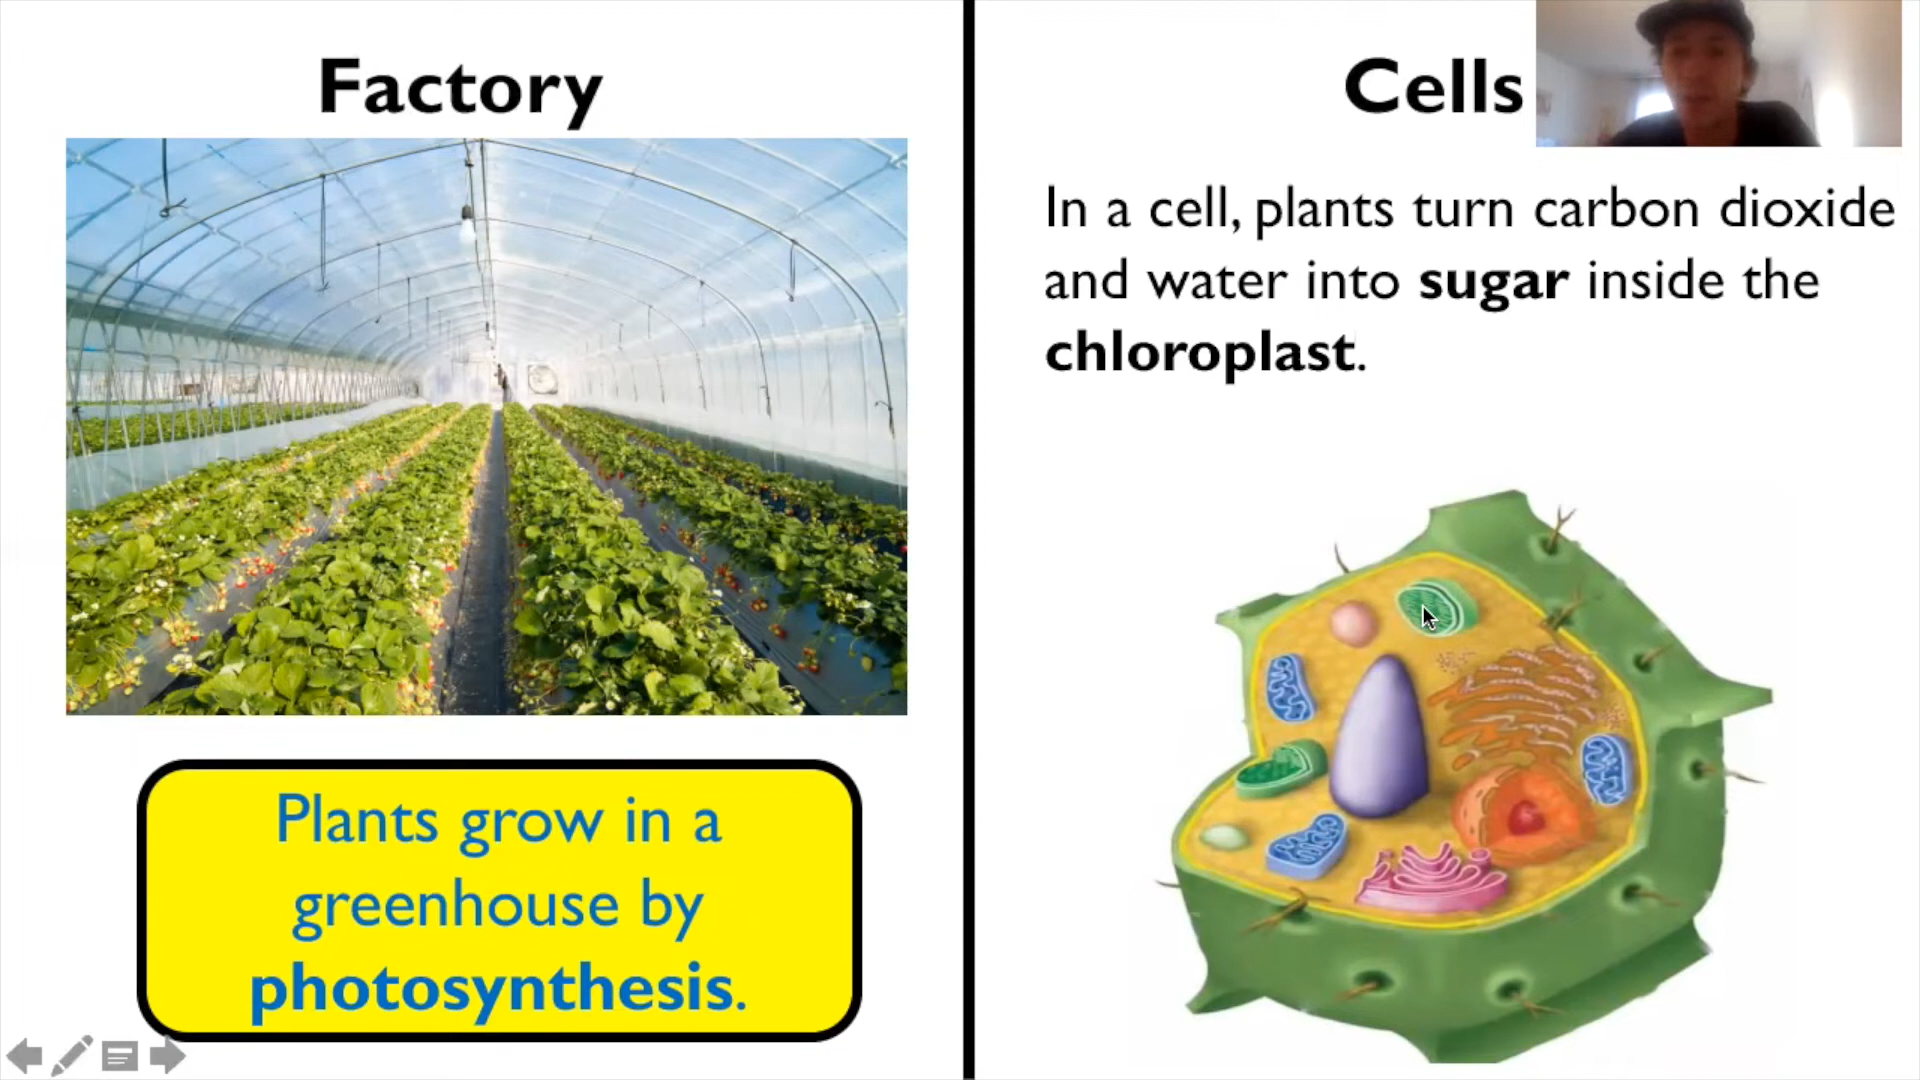 Factory
Plants grow in a
greenhouse by
photosynthesis.
Cells
In a cell, plants turn carbon dioxide
and water into sugar inside the
chloroplast.